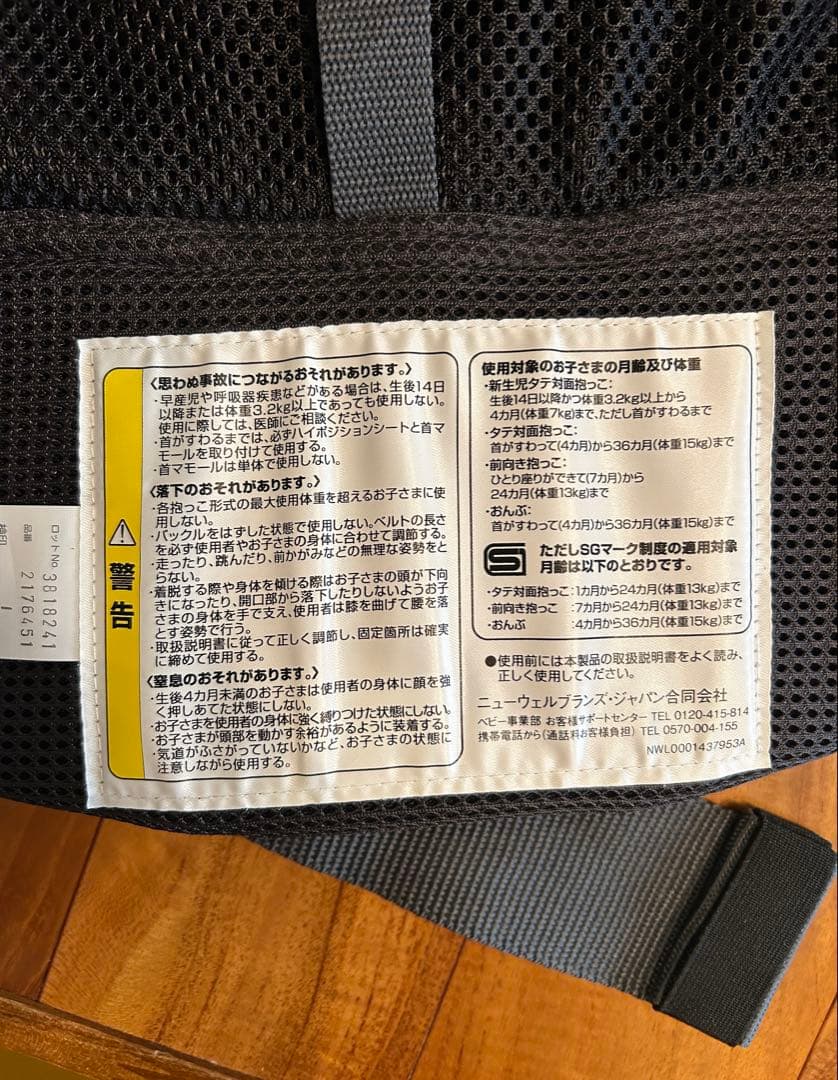 警告
〈思わぬ事故につながるおそれがあります。〉
・早産児や呼吸器疾患などがある場合は、生後14日
以降または体重3.2kg以上であっても使用しない。
使用に際しては、医師にご相談ください。
・首がすわるまでは、必ずハイポジションシートと首マ
モールを取り付けて使用する。
・首マモールは単体で使用しない。
〈落下のおそれがあります。〉
・各抱っこ形式の最大使用体重を超えるお子さまに使
用しない。
・バックルをはずした状態で使用しない。ベルトの長さ
を必ず使用者やお子さまの身体に合わせて調節する。
・走ったり、跳んだり、前かがみなどの無理な姿勢をと
らない。
・着脱する際や身体を傾ける際はお子さまの頭が下向
きになったり、開口部から落下したりしないようお子
さまの身体を手で支え、使用者は膝を曲げて腰を落
とす姿勢で行う。
・取扱説明書に従って正しく調節し、固定箇所は確実
に締めて使用する。
〈窒息のおそれがあります。〉
・生後4カ月未満のお子さまは使用者の身体に顔を強
く押しあてた状態にしない。
・お子さまを使用者の身体に強く縛りつけた状態にしない。
・お子さまが頭部を動かす余裕があるように装着する。
・気道がふさがっていないかなど、お子さまの状態に
注意しながら使用する。
使用対象のお子さまの月齢及び体重
・新生児タテ対面抱っこ:
生後14日以降かつ体重3.2kg以上から
4カ月(体重7kg)まで、ただし首がすわるまで
・タテ対面抱っこ:
首がすわって(4カ月)から36カ月(体重15kg)まで
・前向き抱っこ:
ひとり座りができて(7カ月)から
24カ月(体重13kg)まで
・おんぶ:
首がすわって(4カ月)から36カ月(体重15kg)まで
ただしSGマーク制度の適用対象
月齢は以下のとおりです。
・タテ対面抱っこ:1カ月から24カ月(体重13kg)まで
・前向き抱っこ :7カ月から24カ月(体重13kg)まで
・おんぶ :4カ月から36カ月(体重15kg)まで
●使用前には本製品の取扱説明書をよく読み、
正しく使用してください。
ニューウェルブランズ・ジャパン合同会社
ベビー事業部 お客様サポートセンター TEL 0120-415-814
携帯電話から(通話料お客様負担) TEL 0570-004-155
NWL0001437953A
ロットNo. 3818241
品番 2176451